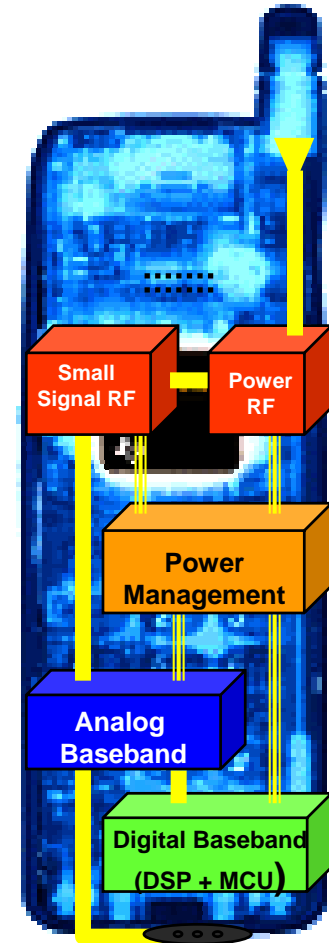 Small
Signal RF
Power
RF
Power
Management
Analog
Baseband
Digital Baseband
(DSP + MCU)